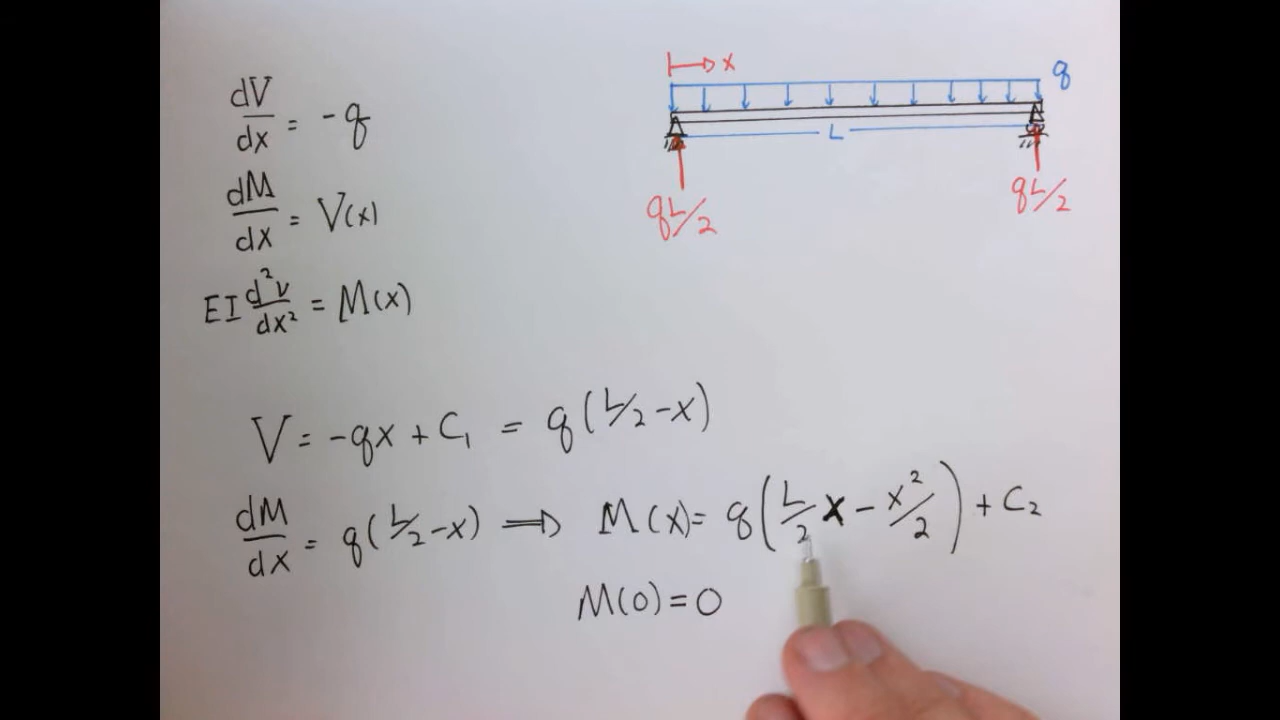 dV/dx = -q
x
q
L
qL/2
qL/2
dM/dx = V(x)
EI d²v/dx² = M(x)
V = -qx + C₁ = q(L/2 - x)
dM/dx = q(L/2 - x) ⟹ M(x) = q(L/2 x - x²/2) + C₂
M(0) = 0